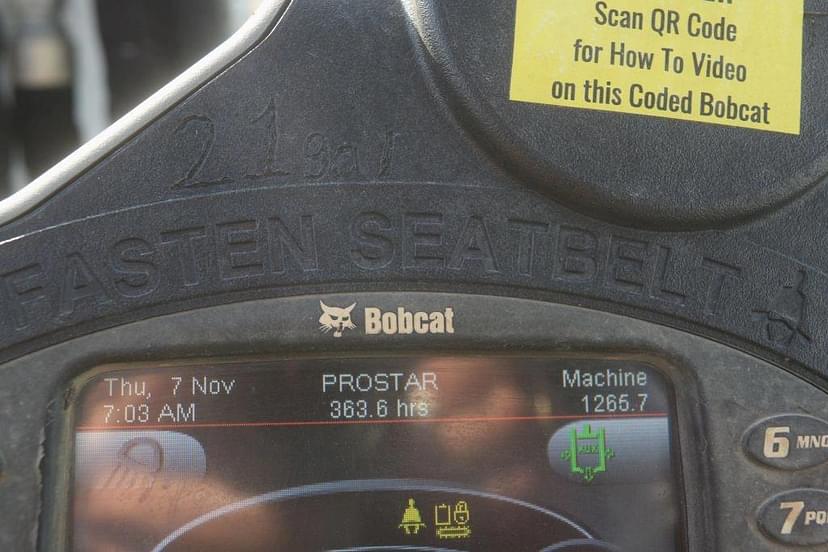 Scan QR Code
for How To Video
on this Coded Bobcat
21 gal
FASTEN SEATBELT
Bobcat
Thu, 7 Nov
7:03 AM
PROSTAR
363.6 hrs
Machine
1265.7
AUX
6 MNO
7 PQ